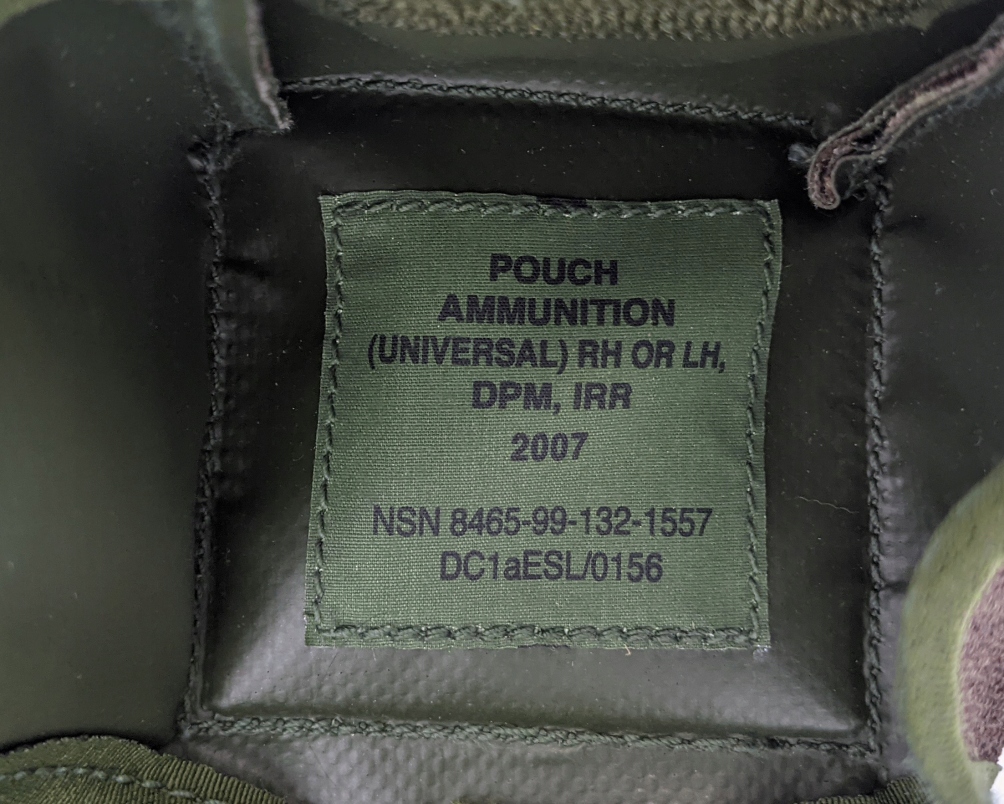 POUCH
AMMUNITION
(UNIVERSAL) RH OR LH,
DPM, IRR
2007
NSN 8465-99-132-1557
DC1aESL/0156